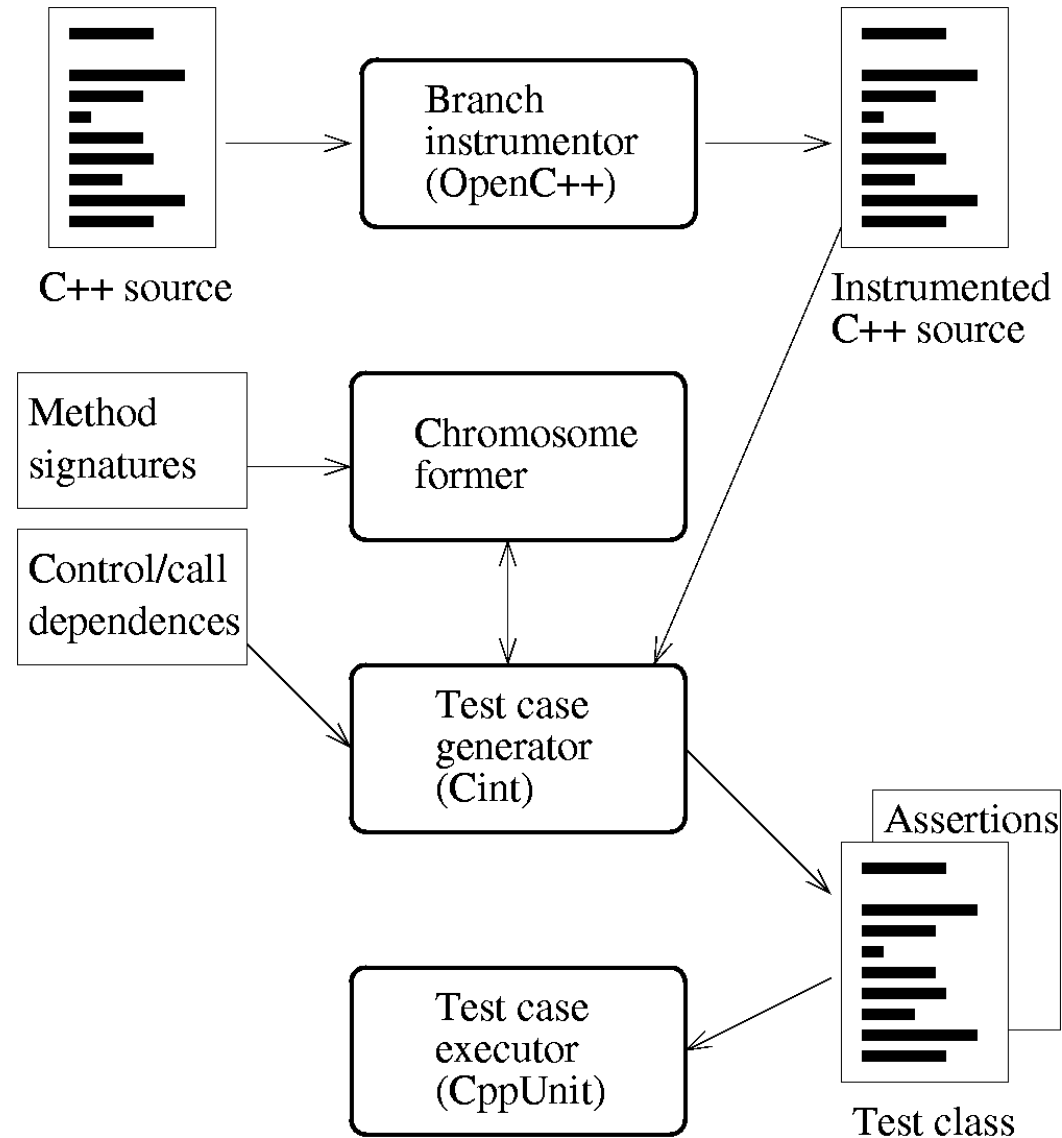 Branch
instrumentor
(OpenC++)
C++ source
Instrumented
C++ source
Method
signatures
Chromosome
former
Control/call
dependences
Test case
generator
(Cint)
Assertions
Test case
executor
(CppUnit)
Test class